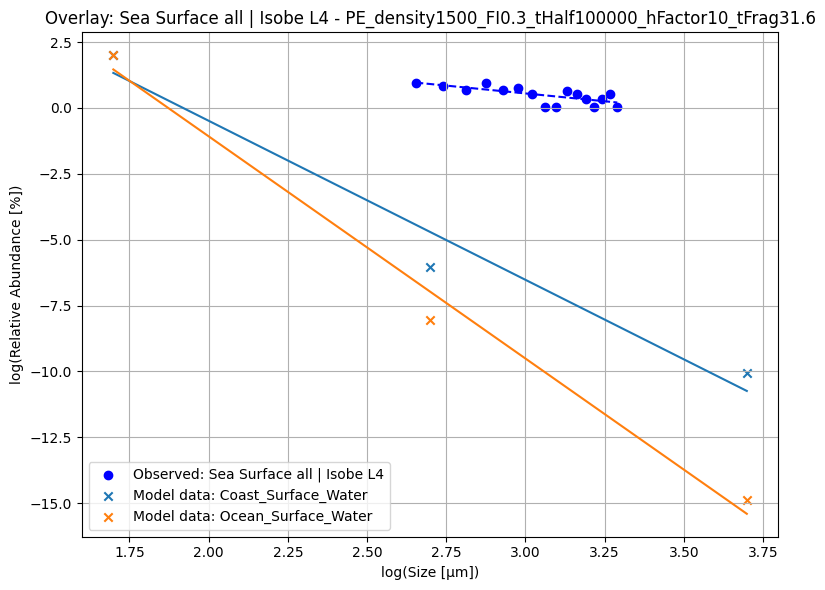 Overlay: Sea Surface all | Isobe L4 - PE_density1500_FI0.3_tHalf100000_hFactor10_tFrag31.6
2.5
0.0
−2.5
−5.0
−7.5
−10.0
−12.5
−15.0
log(Relative Abundance [%])
Observed: Sea Surface all | Isobe L4
Model data: Coast_Surface_Water
Model data: Ocean_Surface_Water
1.75 2.00 2.25 2.50 2.75 3.00 3.25 3.50 3.75
log(Size [μm])